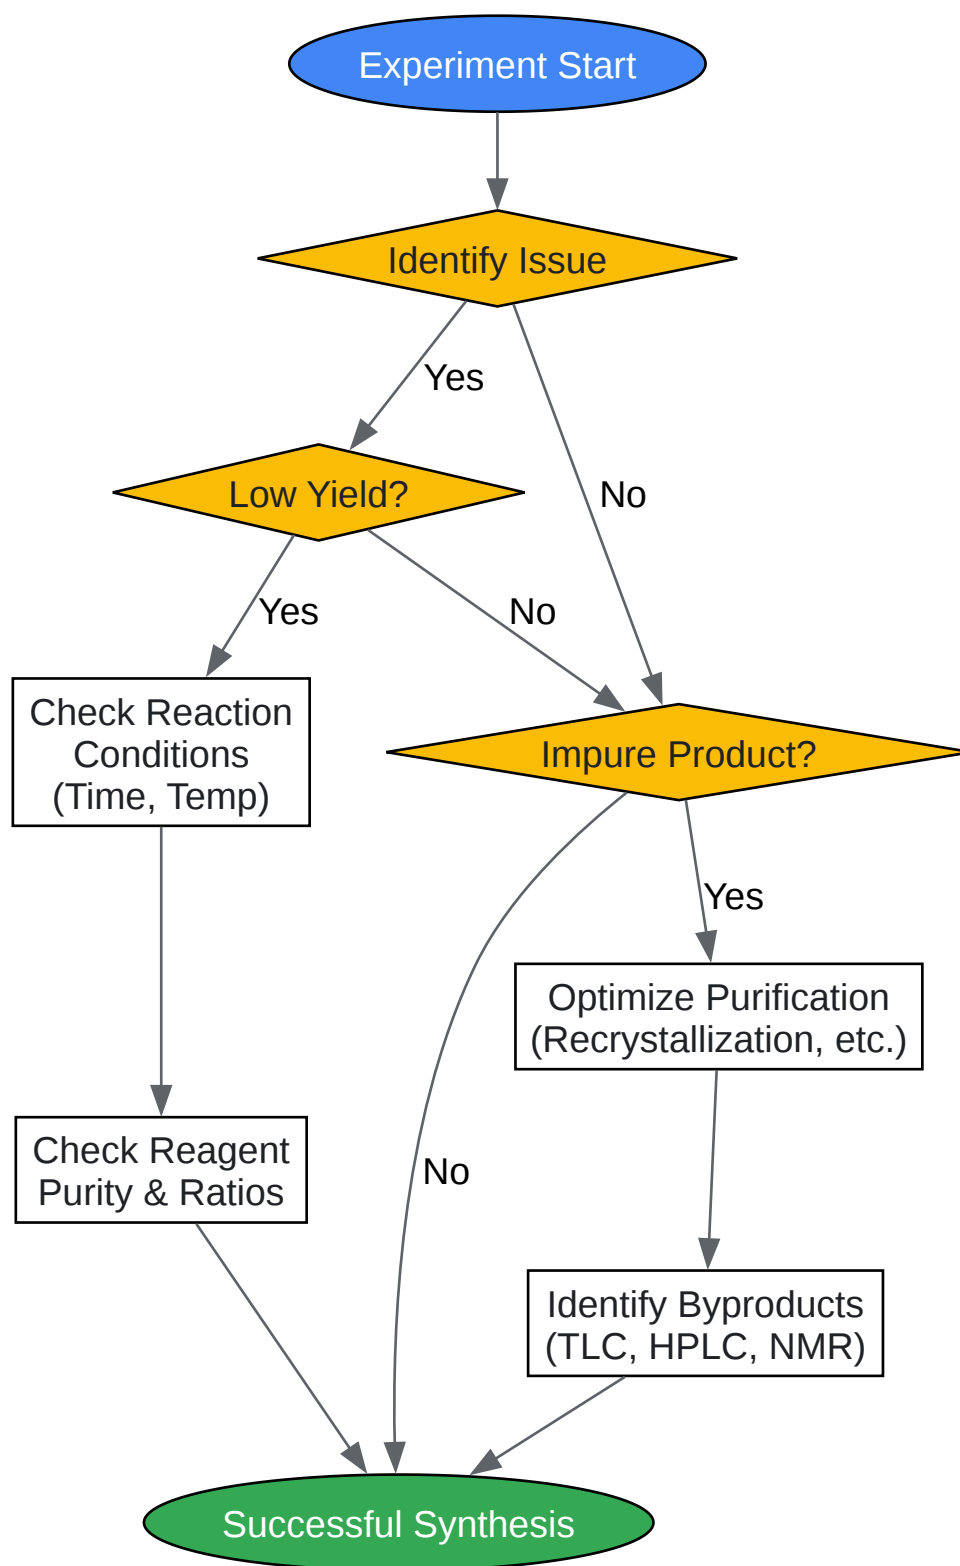 Experiment Start
Identify Issue
Yes
Low Yield?
No
Yes
No
Check Reaction
Conditions
(Time, Temp)
Impure Product?
Yes
Optimize Purification
(Recrystallization, etc.)
Check Reagent
Purity & Ratios
No
Identify Byproducts
(TLC, HPLC, NMR)
Successful Synthesis